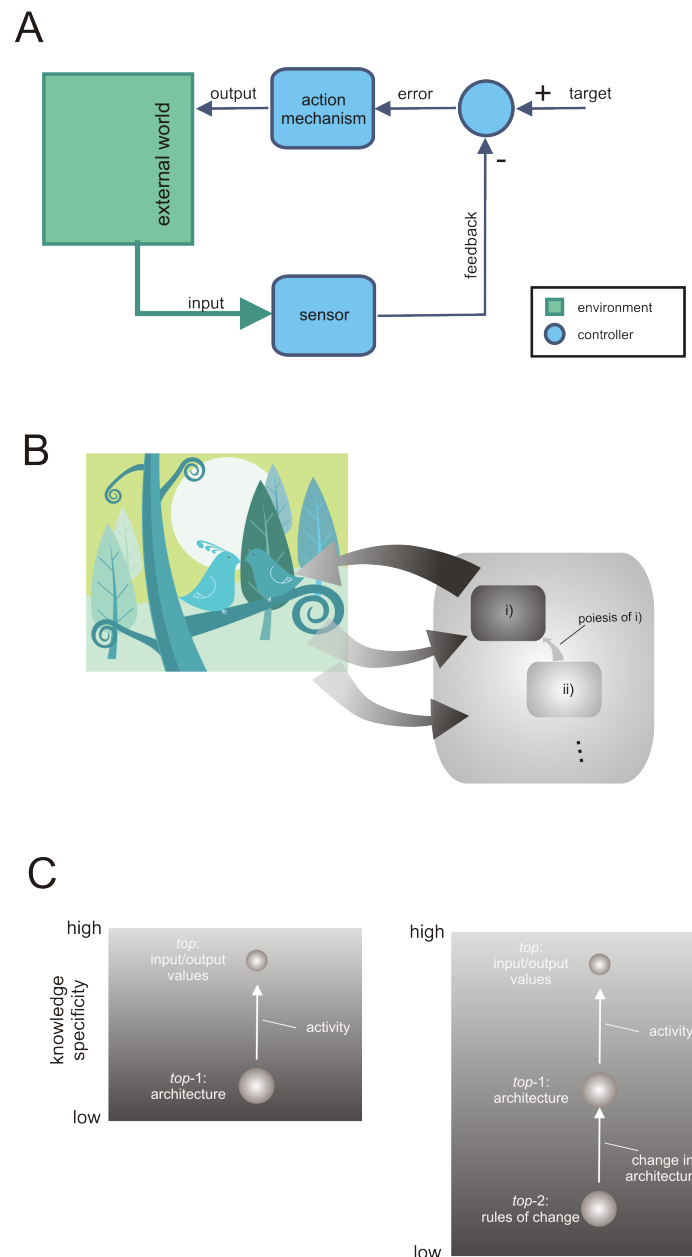 A
output
action
mechanism
error
+
target
-
external world
feedback
input
sensor
environment
controller
B
i)
poiesis of i)
ii)
...
C
high
top:
input/output
values
knowledge
specificity
activity
top-1:
architecture
low
high
top:
input/output
values
activity
top-1:
architecture
change in
architecture
top-2:
rules of change
low